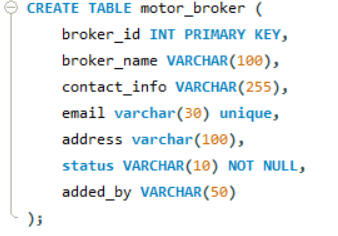 CREATE TABLE motor_broker (
broker_id INT PRIMARY KEY,
broker_name VARCHAR(100),
contact_info VARCHAR(255),
email varchar(30) unique,
address varchar(100),
status VARCHAR(10) NOT NULL,
added_by VARCHAR(50)
);